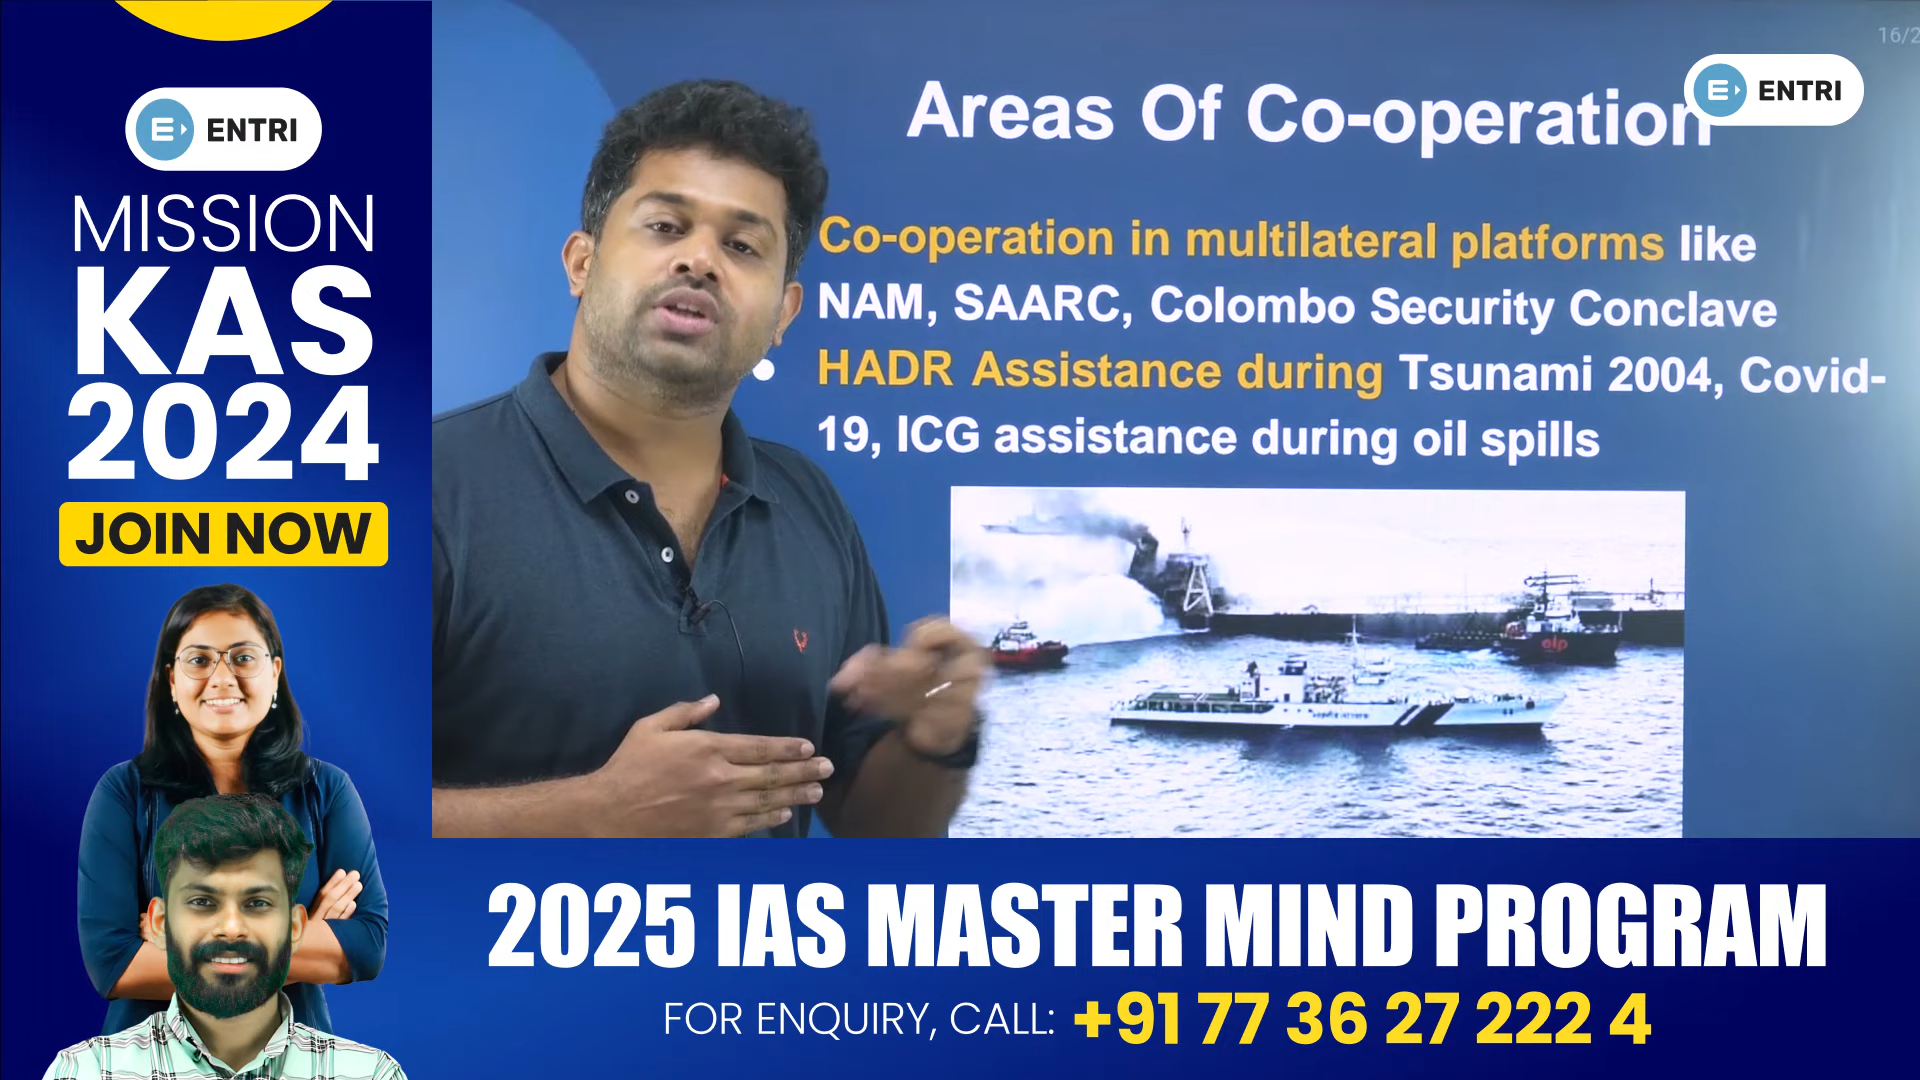 ENTRI
MISSION
KAS
2024
JOIN NOW
16/2
ENTRI
Areas Of Co-operation
Co-operation in multilateral platforms like
NAM, SAARC, Colombo Security Conclave
• HADR Assistance during Tsunami 2004, Covid-
19, ICG assistance during oil spills
alp
2025 IAS MASTER MIND PROGRAM
FOR ENQUIRY, CALL: +91 77 36 27 222 4